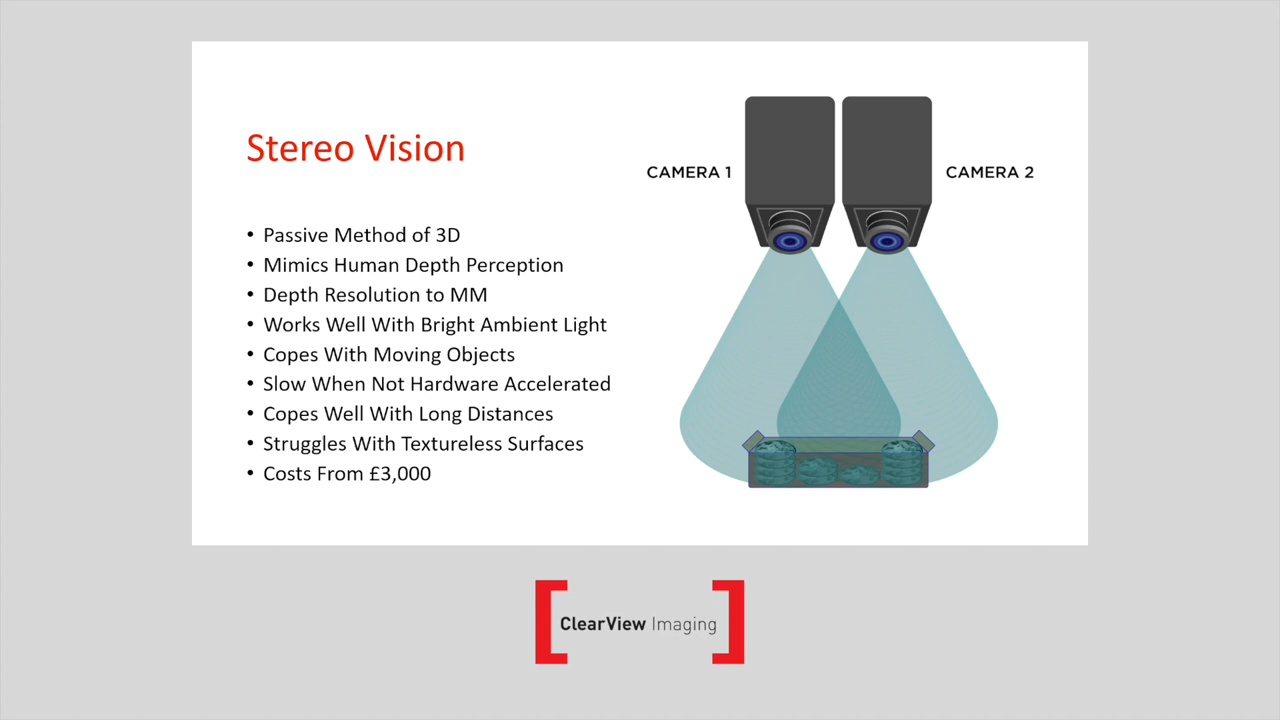 Stereo Vision
• Passive Method of 3D
• Mimics Human Depth Perception
• Depth Resolution to MM
• Works Well With Bright Ambient Light
• Copes With Moving Objects
• Slow When Not Hardware Accelerated
• Copes Well With Long Distances
• Struggles With Textureless Surfaces
• Costs From £3,000
CAMERA 1
CAMERA 2
ClearView Imaging